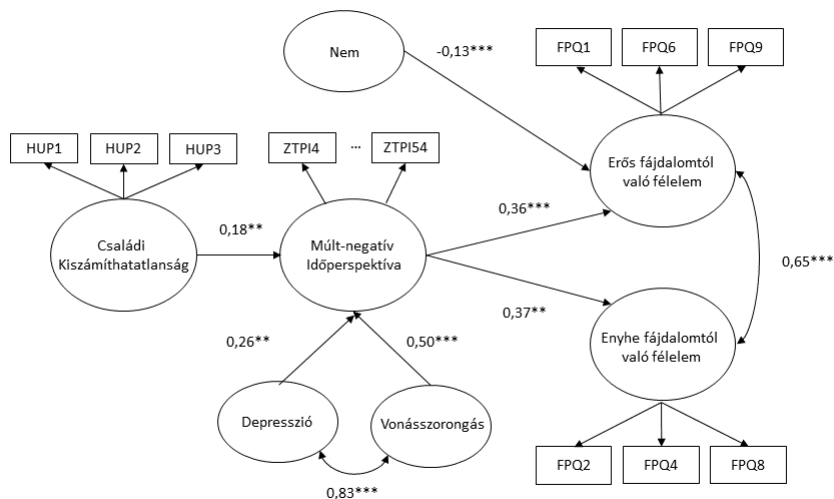 Nem
-0,13***
FPQ1
FPQ6
FPQ9
HUP1
HUP2
HUP3
ZTPI4
...
ZTPI54
Erős fájdalomtól
való félelem
Családi
Kiszámíthatatlanság
0,18**
Múlt-negatív
Időperspektíva
0,36***
0,65***
0,37**
Enyhe fájdalomtól
való félelem
0,26**
0,50***
Depresszió
Vonásszorongás
0,83***
FPQ2
FPQ4
FPQ8